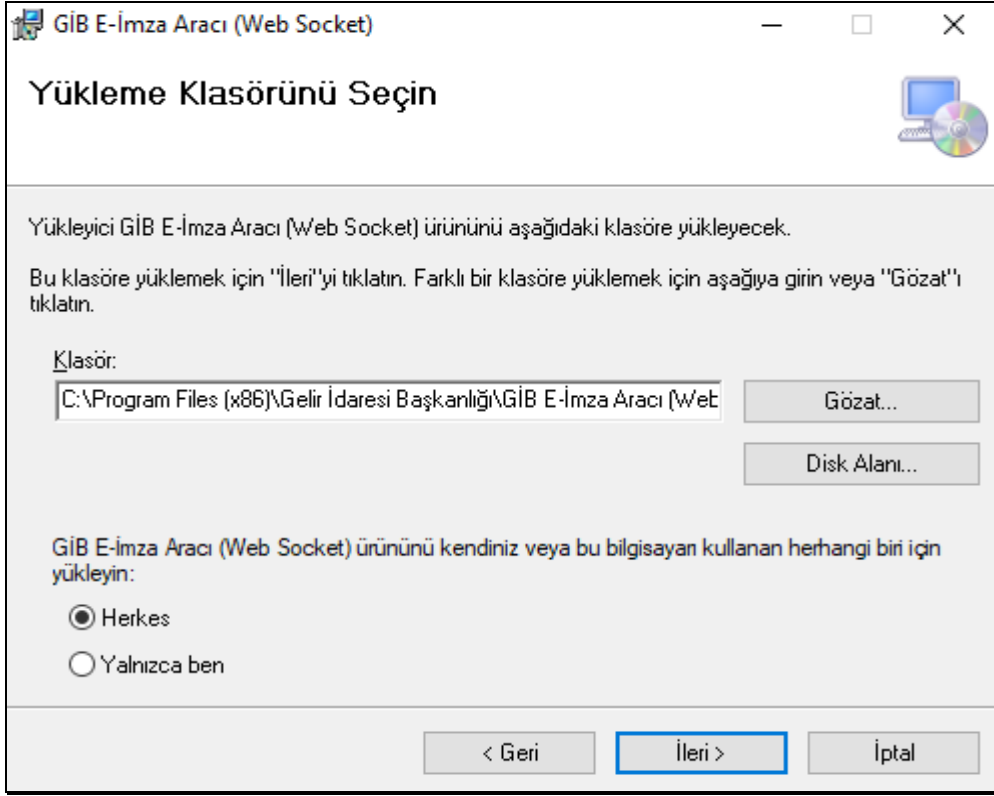 GİB E-İmza Aracı (Web Socket)
Yükleme Klasörünü Seçin
Yükleyici GİB E-İmza Aracı (Web Socket) ürününü aşağıdaki klasöre yükleyecek.
Bu klasöre yüklemek için "İleri"yi tıklatın. Farklı bir klasöre yüklemek için aşağıya girin veya "Gözat"ı
tıklatın.
Klasör:
C:\Program Files (x86)\Gelir İdaresi Başkanlığı\GİB E-İmza Aracı (Web
Gözat...
Disk Alanı...
GİB E-İmza Aracı (Web Socket) ürününü kendiniz veya bu bilgisayarı kullanan herhangi biri için
yükleyin:
Herkes
Yalnızca ben
< Geri
İleri >
İptal